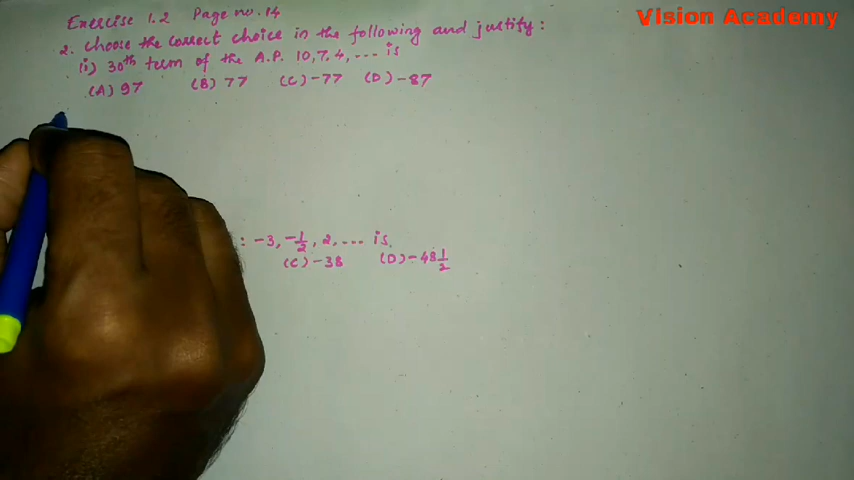 Vision Academy
Exercise 1.2 Page no. 14
2. Choose the correct choice in the following and justify :
(i) 30th term of the A.P. 10, 7, 4, .... is
(A) 97 (B) 77 (C) -77 (D) -87
: -3, -1/2, 2, .... is
(C) -38 (D) -48 1/2